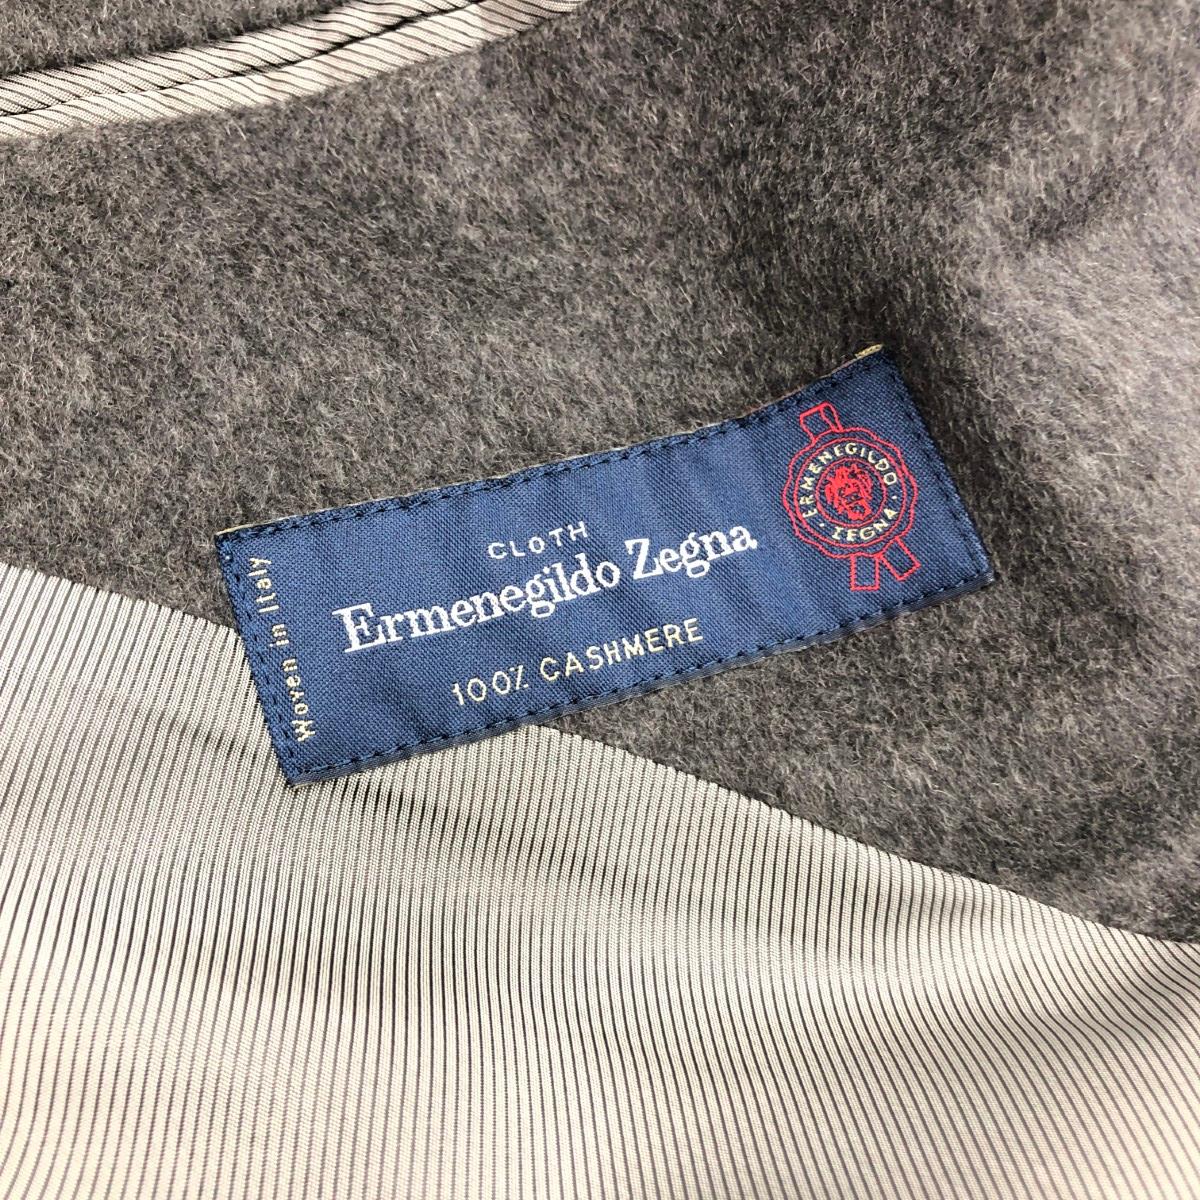 CLOTH
Ermenegildo Zegna
100% CASHMERE
Woven in Italy
ERMENEGILDO
· ZEGNA ·